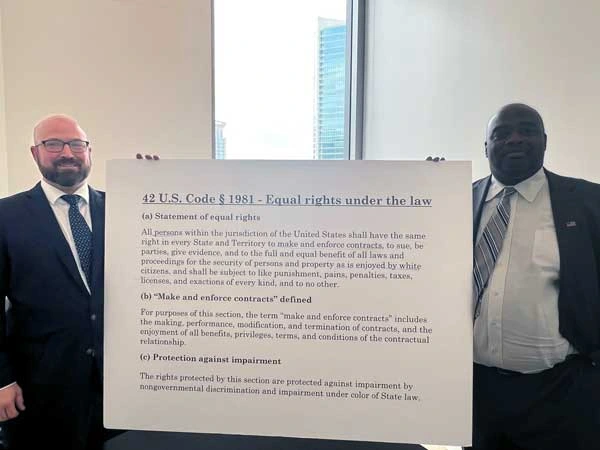 42 U.S. Code § 1981 - Equal rights under the law
(a) Statement of equal rights
All persons within the jurisdiction of the United States shall have the same
right in every State and Territory to make and enforce contracts, to sue, be
parties, give evidence, and to the full and equal benefit of all laws and
proceedings for the security of persons and property as is enjoyed by white
citizens, and shall be subject to like punishment, pains, penalties, taxes,
licenses, and exactions of every kind, and to no other.
(b) "Make and enforce contracts" defined
For purposes of this section, the term "make and enforce contracts" includes
the making, performance, modification, and termination of contracts, and the
enjoyment of all benefits, privileges, terms, and conditions of the contractual
relationship.
(c) Protection against impairment
The rights protected by this section are protected against impairment by
nongovernmental discrimination and impairment under color of State law.